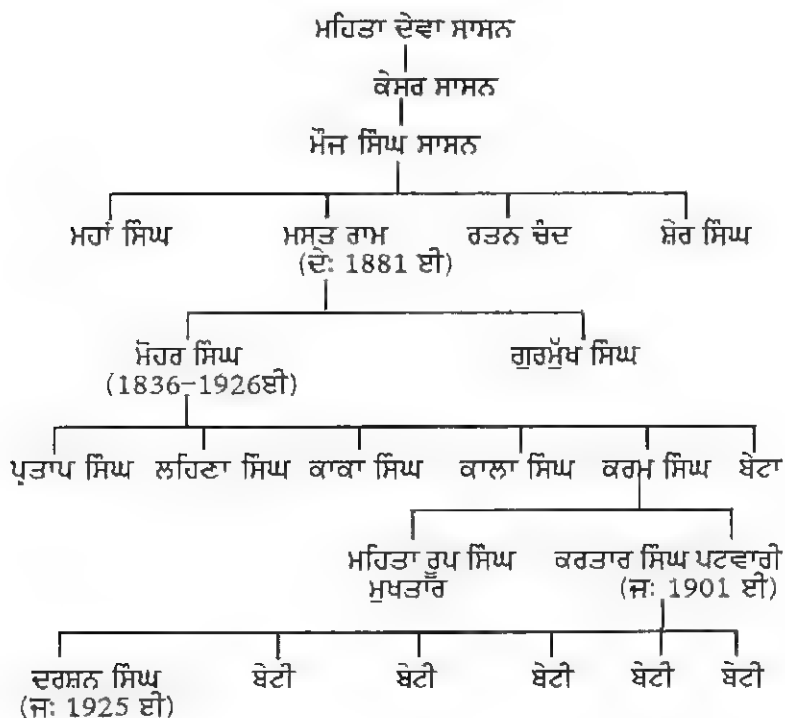 ਮਹਿਤਾ ਦੇਵਾ ਸਾਸਨ
ਕੇਸਰ ਸਾਸਨ
ਮੌਜ ਸਿੰਘ ਸਾਸਨ
ਮਹਾਂ ਸਿੰਘ ਮਸਤ ਰਾਮ ਰਤਨ ਚੰਦ ਸ਼ੇਰ ਸਿੰਘ
(ਦੇ: 1881 ਈ)
ਮੋਹਰ ਸਿੰਘ ਗੁਰਮੁੱਖ ਸਿੰਘ
(1836-1926ਈ)
ਪ੍ਰਤਾਪ ਸਿੰਘ ਲਹਿਣਾ ਸਿੰਘ ਕਾਕਾ ਸਿੰਘ ਕਾਲਾ ਸਿੰਘ ਕਰਮ ਸਿੰਘ ਬੇਟਾ
ਮਹਿਤਾ ਰੂਪ ਸਿੰਘ ਕਰਤਾਰ ਸਿੰਘ ਪਟਵਾਰੀ
ਮੁਖਤਾਰ (ਜ: 1901 ਈ)
ਦਰਸ਼ਨ ਸਿੰਘ ਬੇਟੀ ਬੇਟੀ ਬੇਟੀ ਬੇਟੀ ਬੇਟੀ
(ਜ: 1925 ਈ)